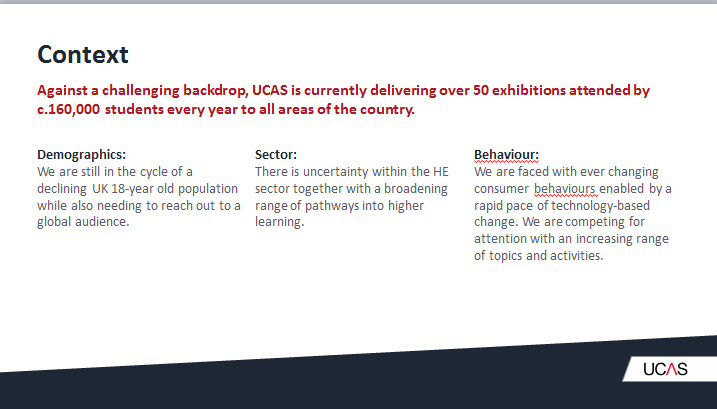 Context
Against a challenging backdrop, UCAS is currently delivering over 50 exhibitions attended by
c.160,000 students every year to all areas of the country.
Demographics:
We are still in the cycle of a
declining UK 18-year old population
while also needing to reach out to a
global audience.
Sector:
There is uncertainty within the HE
sector together with a broadening
range of pathways into higher
learning.
Behaviour:
We are faced with ever changing
consumer behaviours enabled by a
rapid pace of technology-based
change. We are competing for
attention with an increasing range
of topics and activities.
UCAS